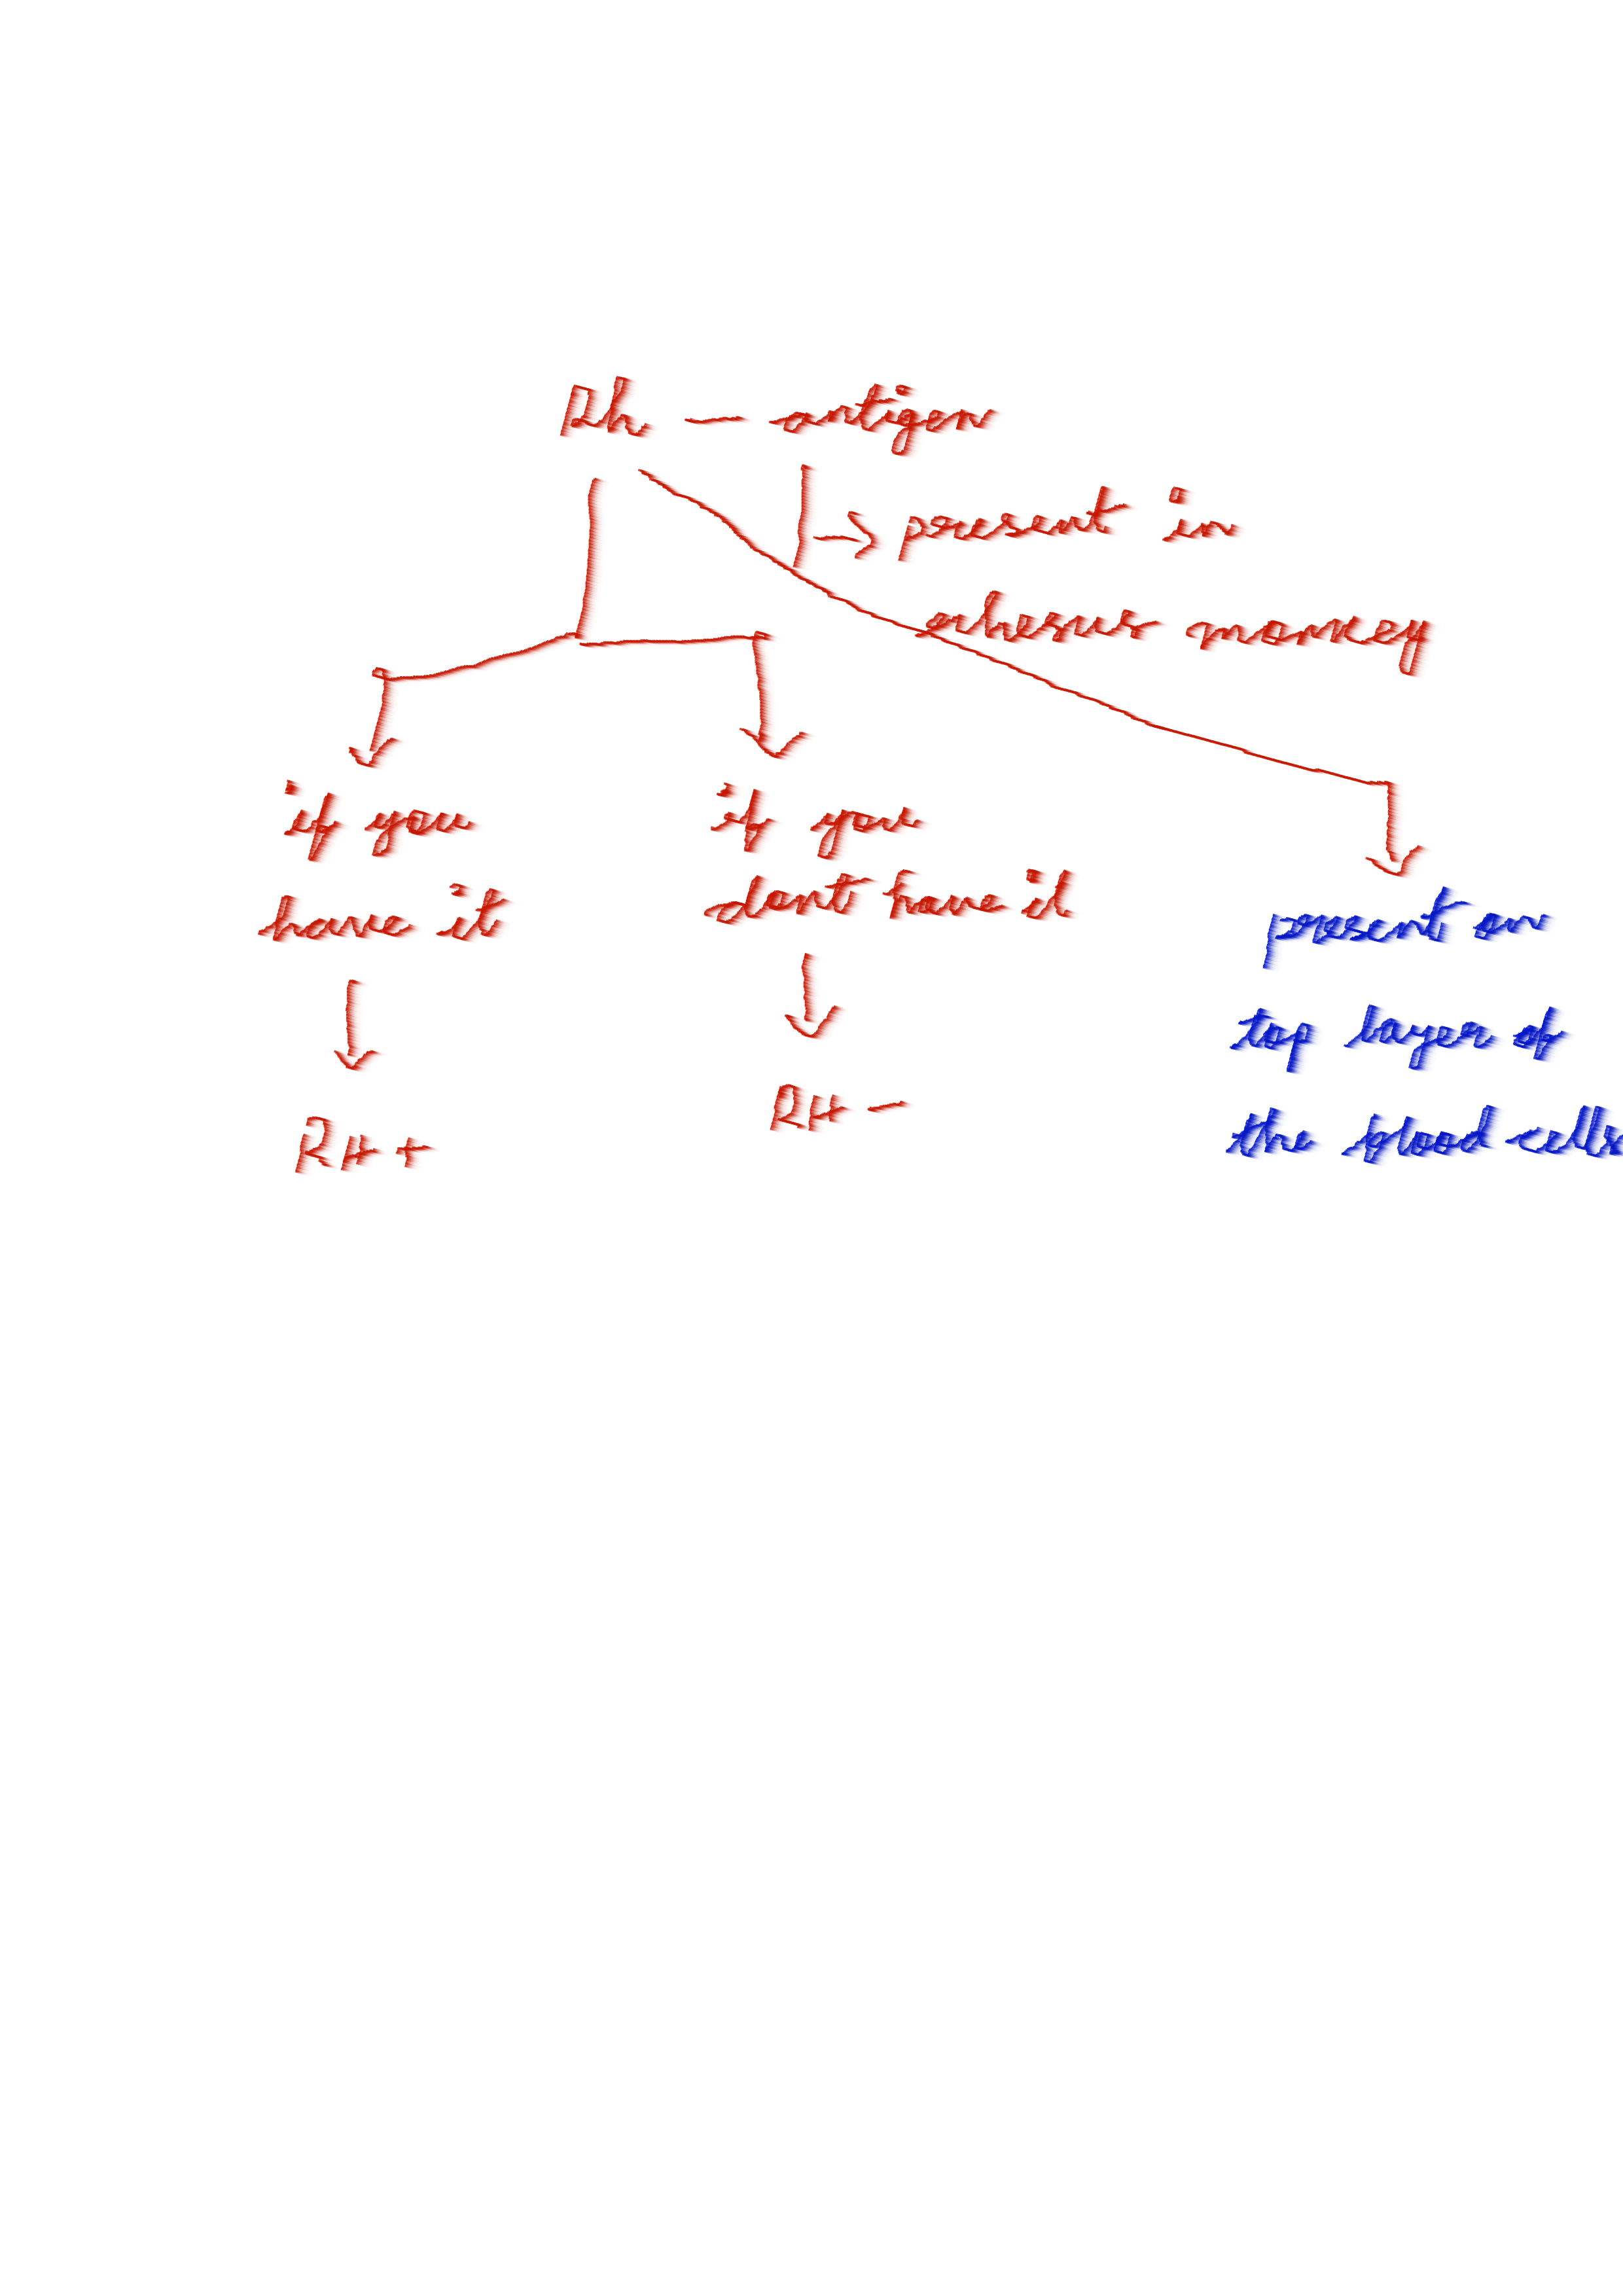 Rh - antigen
present in
rhesus monkey
if you
have it
if you
dont have it
present on
top layer of
the blood cells
RH -
RH +